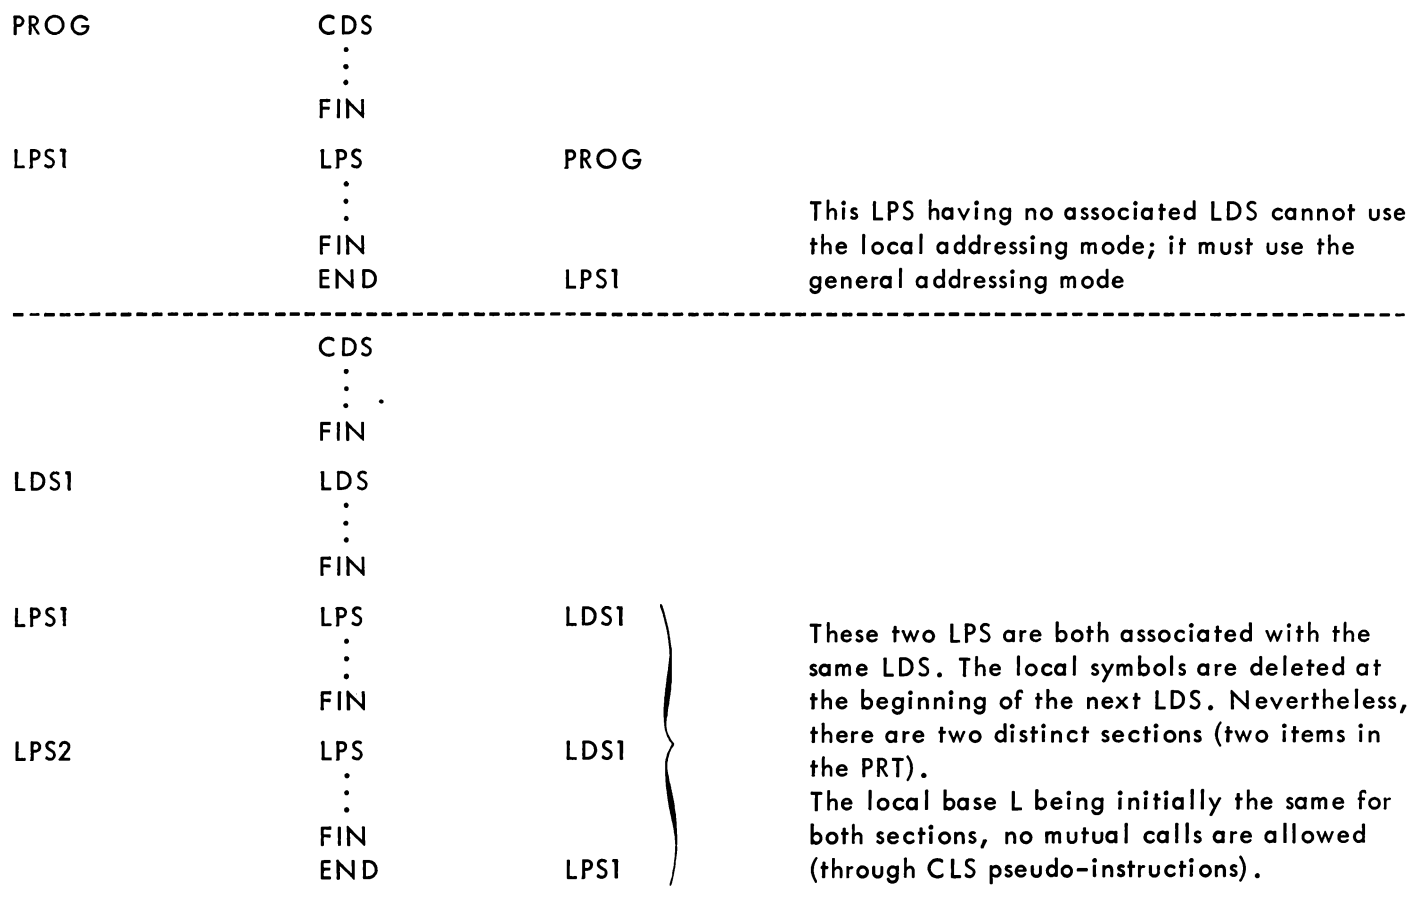 PROG CDS
.
.
.
FIN
LPS1 LPS PROG
.
.
.
This LPS having no associated LDS cannot use
FIN the local addressing mode; it must use the
END LPS1 general addressing mode
CDS
.
.
. .
FIN
LDS1 LDS
.
.
.
FIN
LPS1 LPS LDS1
These two LPS are both associated with the
.
.
same LDS. The local symbols are deleted at
.
FIN the beginning of the next LDS. Nevertheless,
there are two distinct sections (two items in
LPS2 LPS LDS1
the PRT).
.
.
The local base L being initially the same for
.
FIN both sections, no mutual calls are allowed
END LPS1 (through CLS pseudo-instructions).